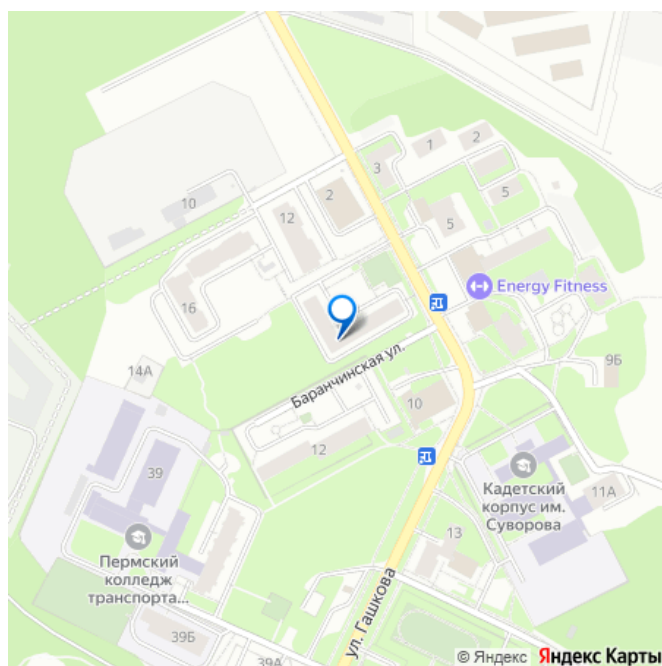 1
2
3
2
5
10
12
5
Energy Fitness
16
Баранчинская ул.
14А
9Б
10
12
39
Кадетский
корпус им.
Суворова
11А
13
Пермский
колледж
транспорта...
ул. Гашкова
39Б
39А
© Яндекс Яндекс Карты